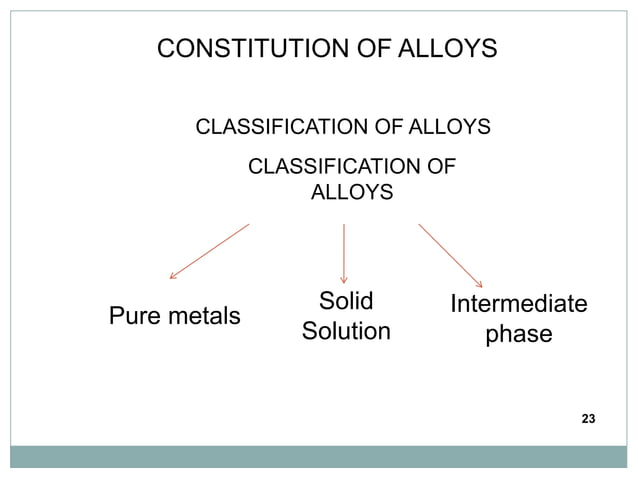 CONSTITUTION OF ALLOYS
CLASSIFICATION OF ALLOYS
CLASSIFICATION OF
ALLOYS
Pure metals
Solid
Solution
Intermediate
phase
23